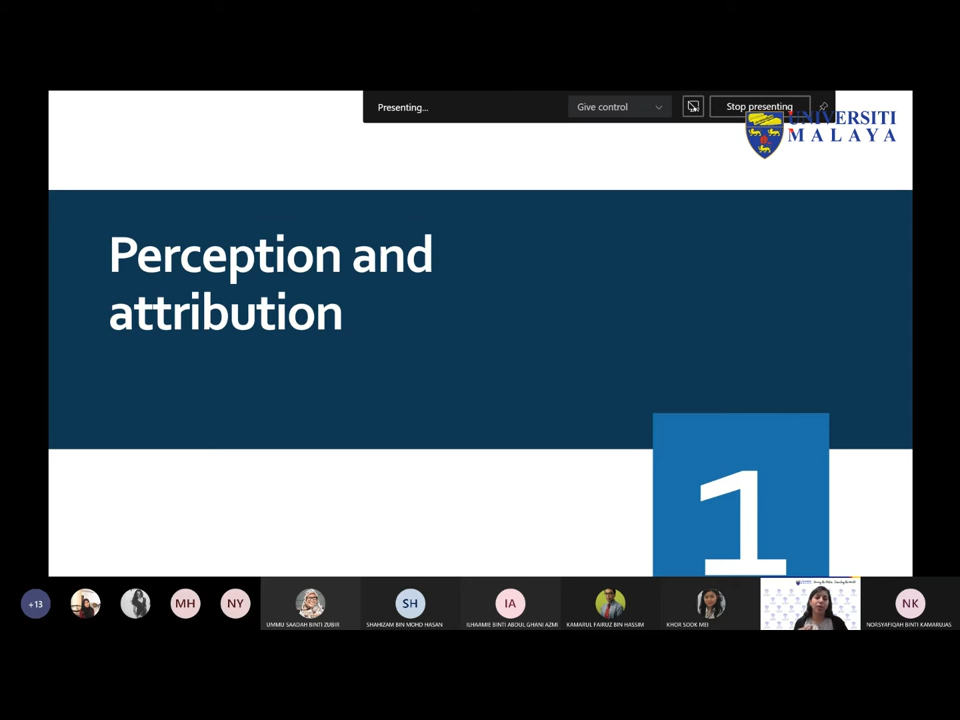 Presenting...
Give control
Stop presenting
UNIVERSITI
MALAYA
Perception and
attribution
1
+13
MH
NY
SH
IA
NK
UMMU SAADAH BINTI ZUBIR
SHAHIZAM BIN MOHD HASAN
ILHAAMIE BINTI ABDUL GHANI AZMI
KAMARUL FAIRUZ BIN HASSIM
KHOR SOOK MEI
NORSYAFIQAH BINTI KAMARUJAS